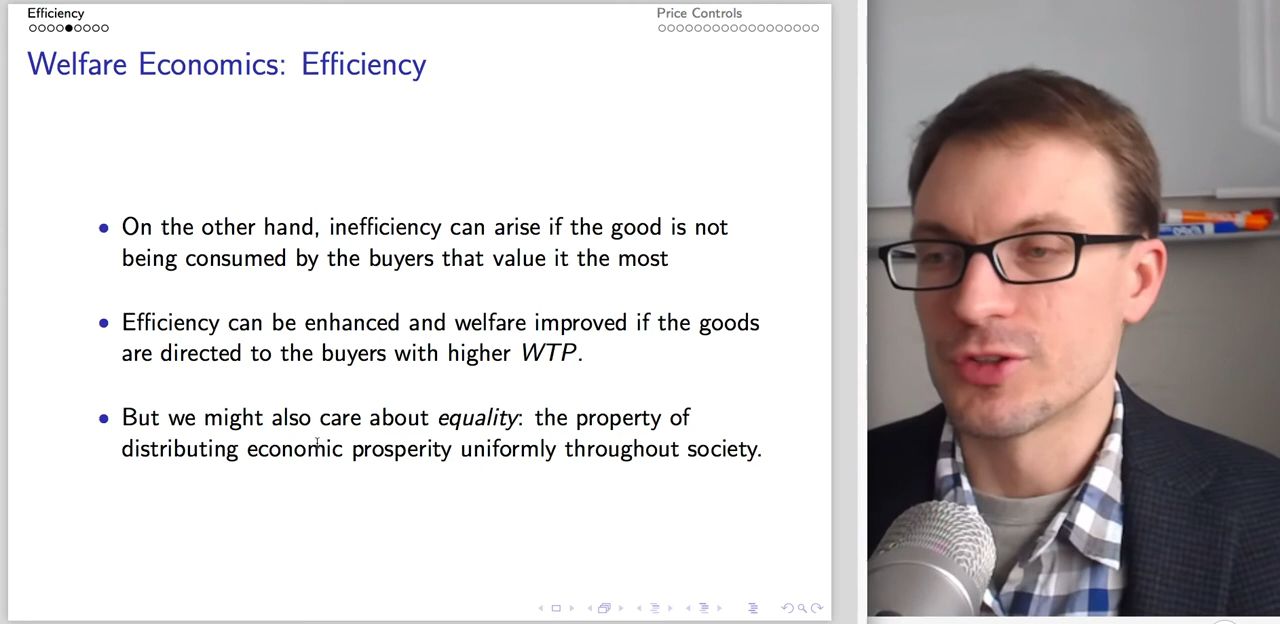 Efficiency
Price Controls
Welfare Economics: Efficiency
• On the other hand, inefficiency can arise if the good is not
being consumed by the buyers that value it the most
• Efficiency can be enhanced and welfare improved if the goods
are directed to the buyers with higher WTP.
• But we might also care about equality: the property of
distributing economic prosperity uniformly throughout society.